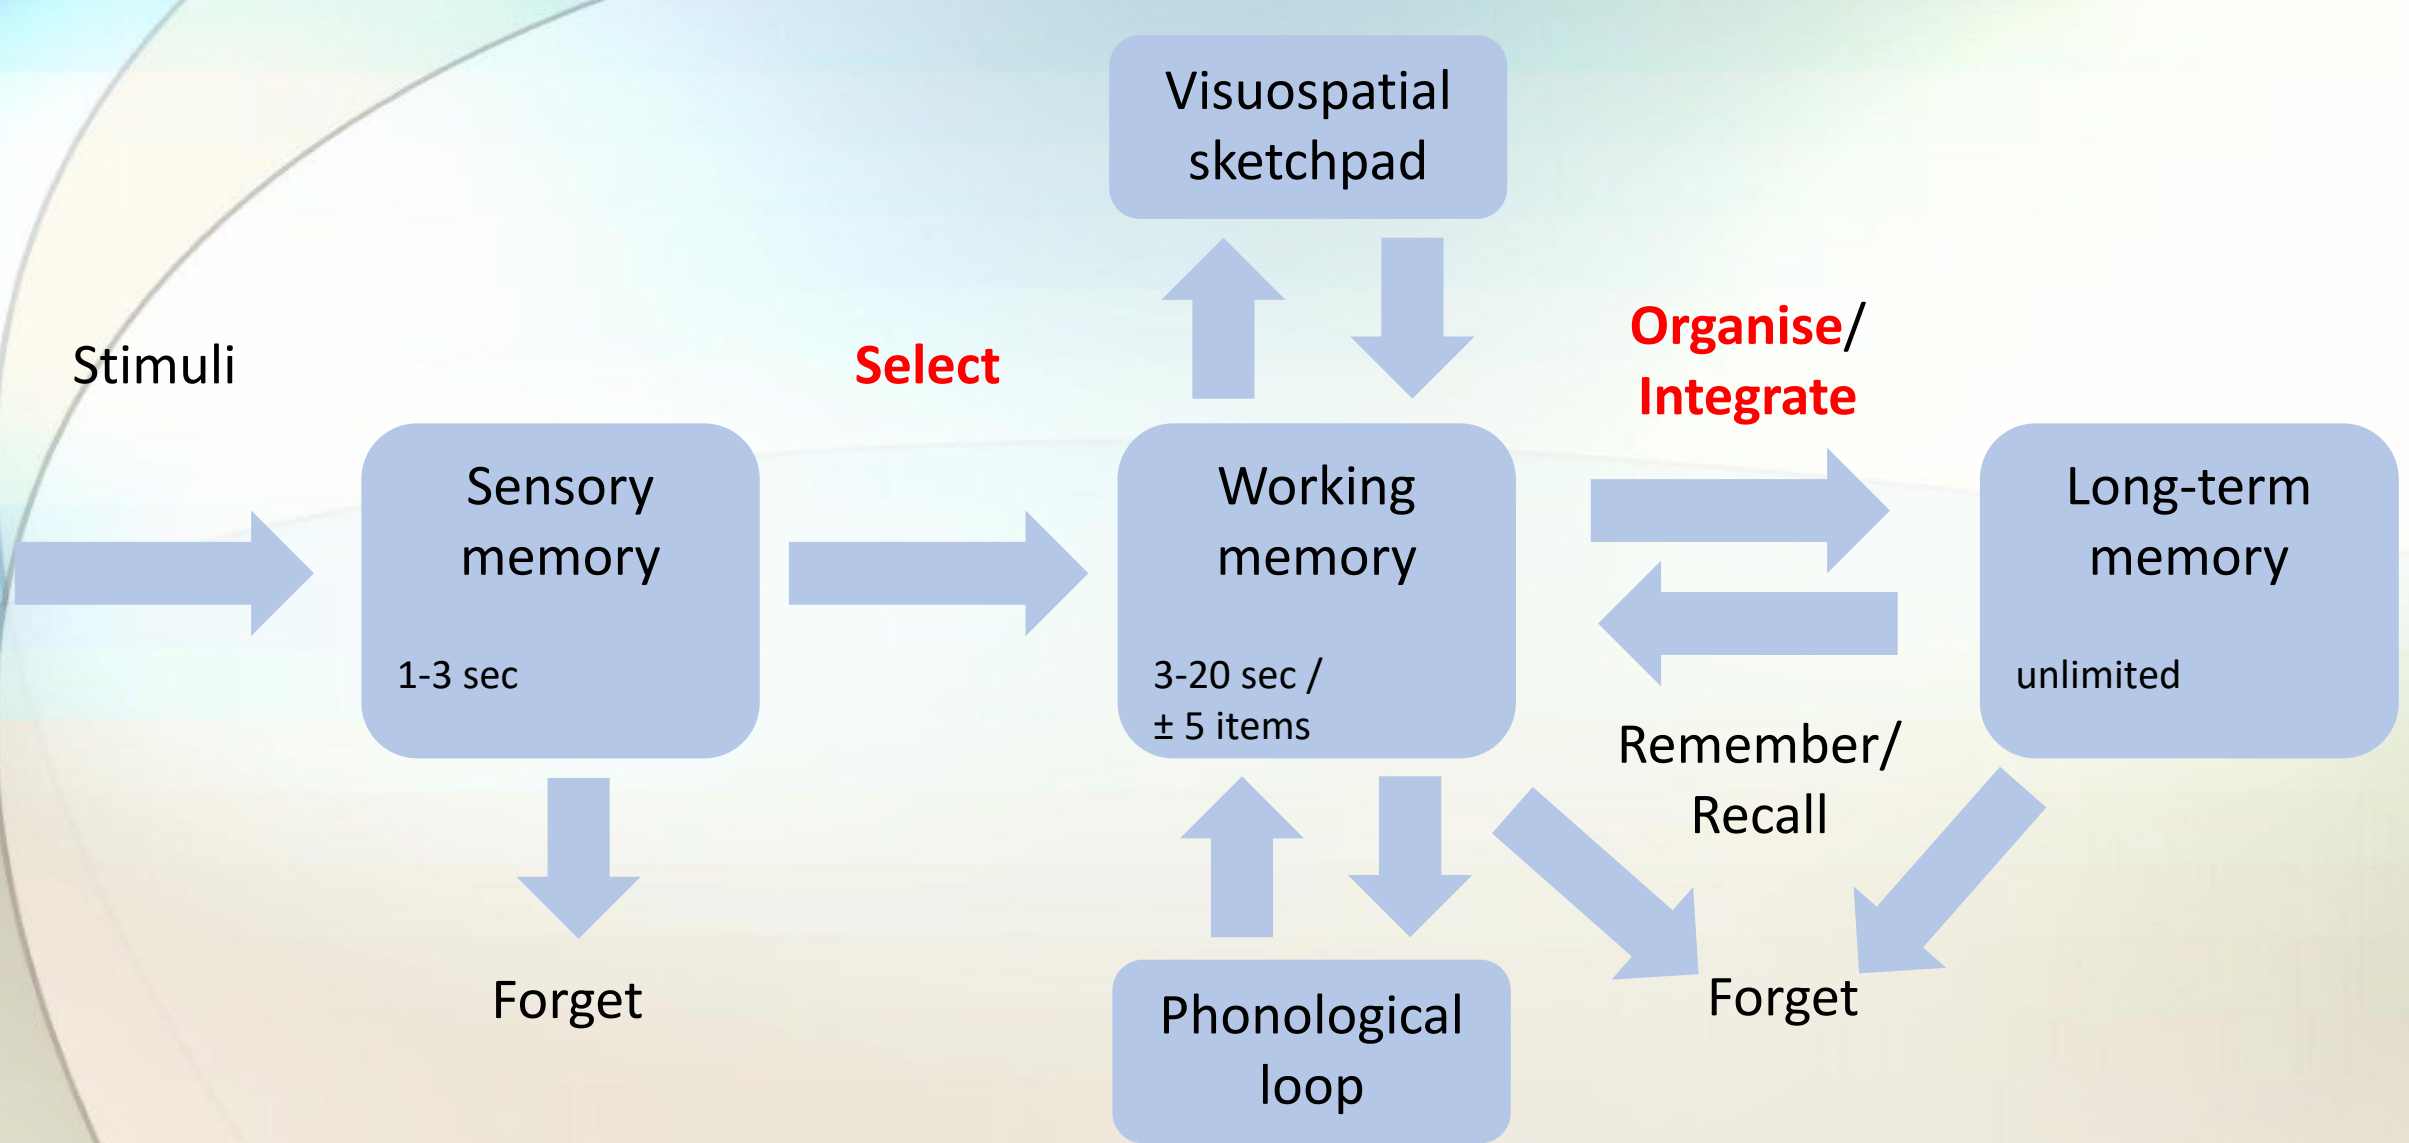 Visuospatial
sketchpad
Stimuli
Select
Organise/
Integrate
Sensory
memory
1-3 sec
Working
memory
3-20 sec /
± 5 items
Long-term
memory
unlimited
Remember/
Recall
Forget
Phonological
loop
Forget